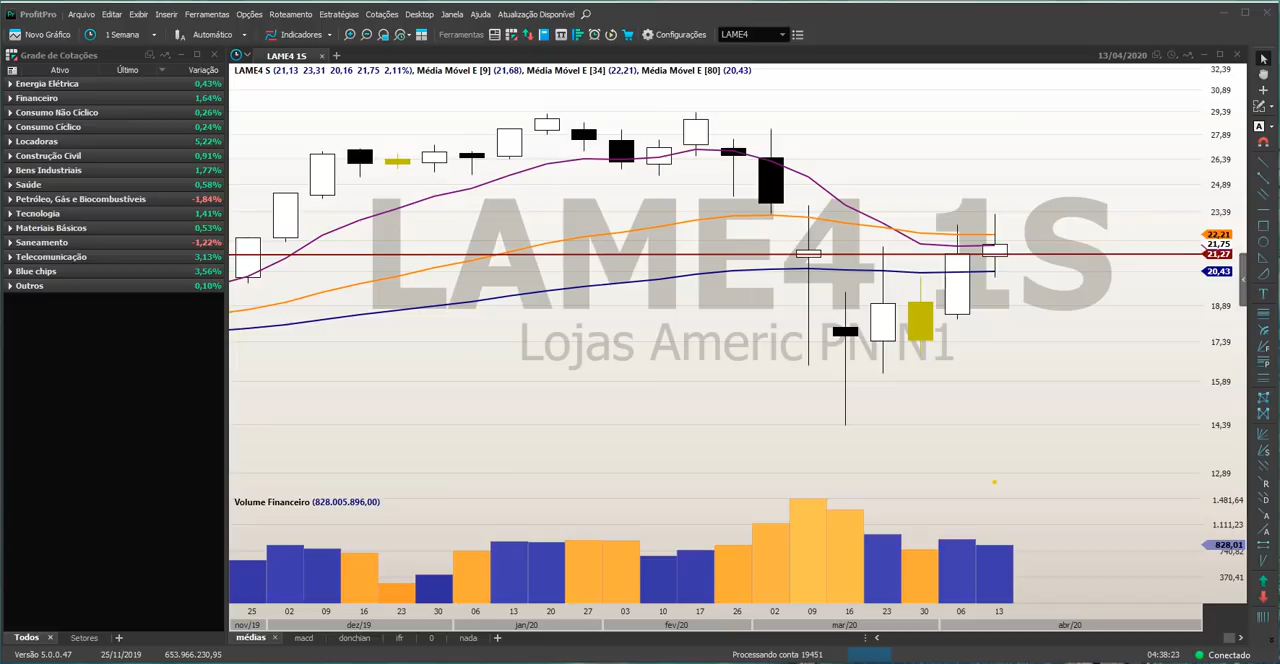 ProfitPro Arquivo Editar Exibir Inserir Ferramentas Opções Roteamento Estratégias Cotações Desktop Janela Ajuda Atualização Disponível
Novo Gráfico 1 Semana Automático Indicadores Ferramentas Configurações LAME4
Grade de Cotações
LAME4 1S
13/04/2020
Ativo Último Variação
Energia Elétrica 0,43%
Financeiro 1,64%
Consumo Não Cíclico 0,26%
Consumo Cíclico 0,24%
Locadoras 5,22%
Construção Civil 0,91%
Bens Industriais 1,77%
Saúde 0,58%
Petróleo, Gás e Biocombustíveis -1,84%
Tecnologia 1,41%
Materiais Básicos 0,53%
Saneamento -1,22%
Telecomunicação 3,13%
Blue chips 3,56%
Outros 0,10%
LAME4 S (21,13 23,31 20,16 21,75 2,11%), Média Móvel E [9] (21,68), Média Móvel E [34] (22,21), Média Móvel E [80] (20,43)
LAME4 1S
Lojas Americ PN N1
32,39
30,89
29,39
27,89
26,39
24,89
23,39
22,21
21,75
21,27
20,43
18,89
17,39
15,89
14,39
12,89
Volume Financeiro (828.005.896,00)
1.481,64
1.111,23
828,01
740,82
370,41
25 02 09 16 23 30 06 13 20 27 03 10 17 26 02 09 16 23 30 06 13
nov/19 dez/19 jan/20 fev/20 mar/20 abr/20
Todos Setores
médias macd donchian ifr 0 nada
Versão 5.0.0.47 25/11/2019 653.966.230,95 Processando conta 19451 04:38:23 Conectado